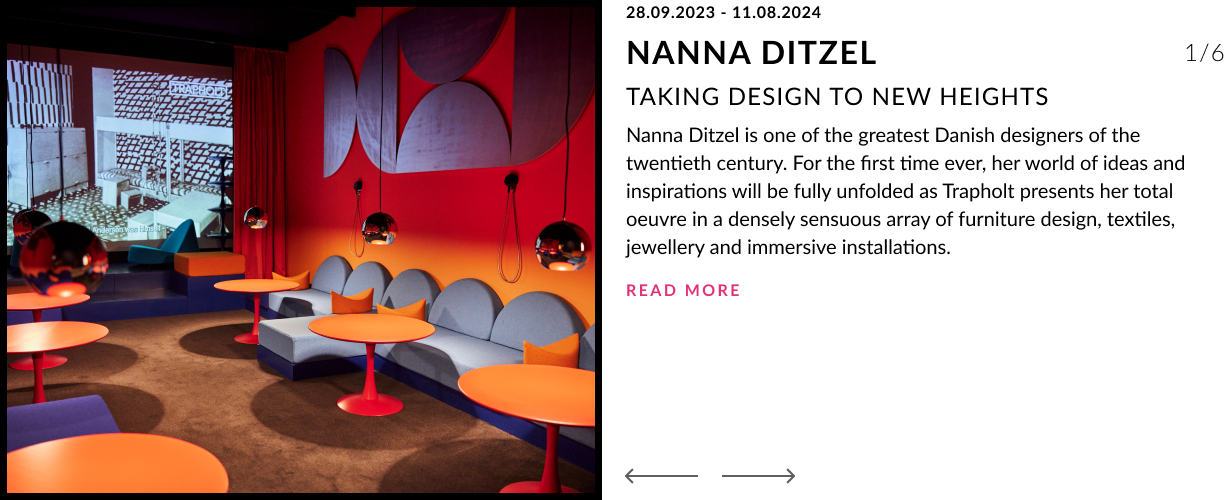 TRAPHOLT
28.09.2023 - 11.08.2024
NANNA DITZEL
1/6
TAKING DESIGN TO NEW HEIGHTS
Nanna Ditzel is one of the greatest Danish designers of the
twentieth century. For the first time ever, her world of ideas and
inspirations will be fully unfolded as Trapholt presents her total
oeuvre in a densely sensuous array of furniture design, textiles,
jewellery and immersive installations.
READ MORE